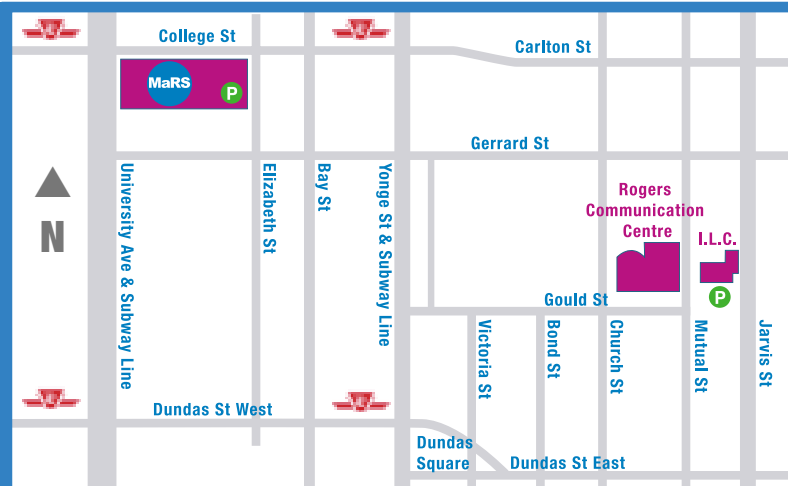 College St
Carlton St
MaRS
P
Gerrard St
University Ave & Subway Line
Elizabeth St
Bay St
Yonge St & Subway Line
N
Rogers
Communication
Centre
I.L.C.
P
Gould St
Victoria St
Bond St
Church St
Mutual St
Jarvis St
Dundas St West
Dundas
Square
Dundas St East